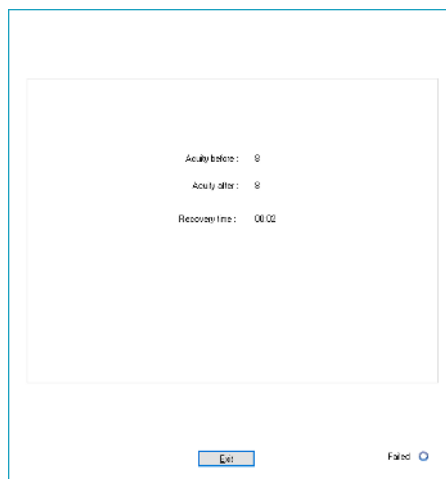 Acuity before : 8
Acuity after : 8
Recovery time : 00:02
Exit
Failed